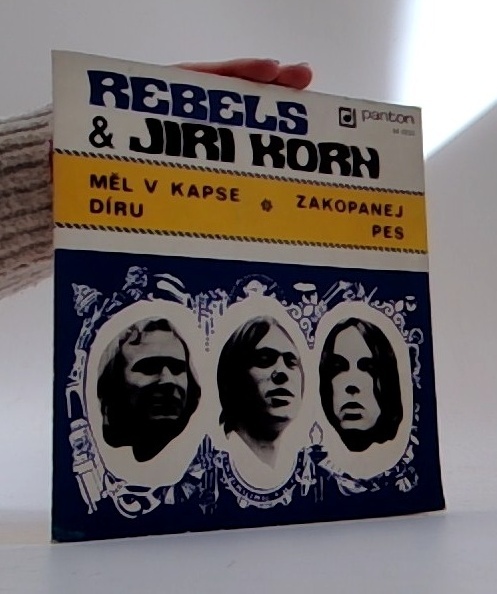 REBELS
& JIRI KORN
panton
MĚL V KAPSE
DÍRU
ZAKOPANEJ
PES